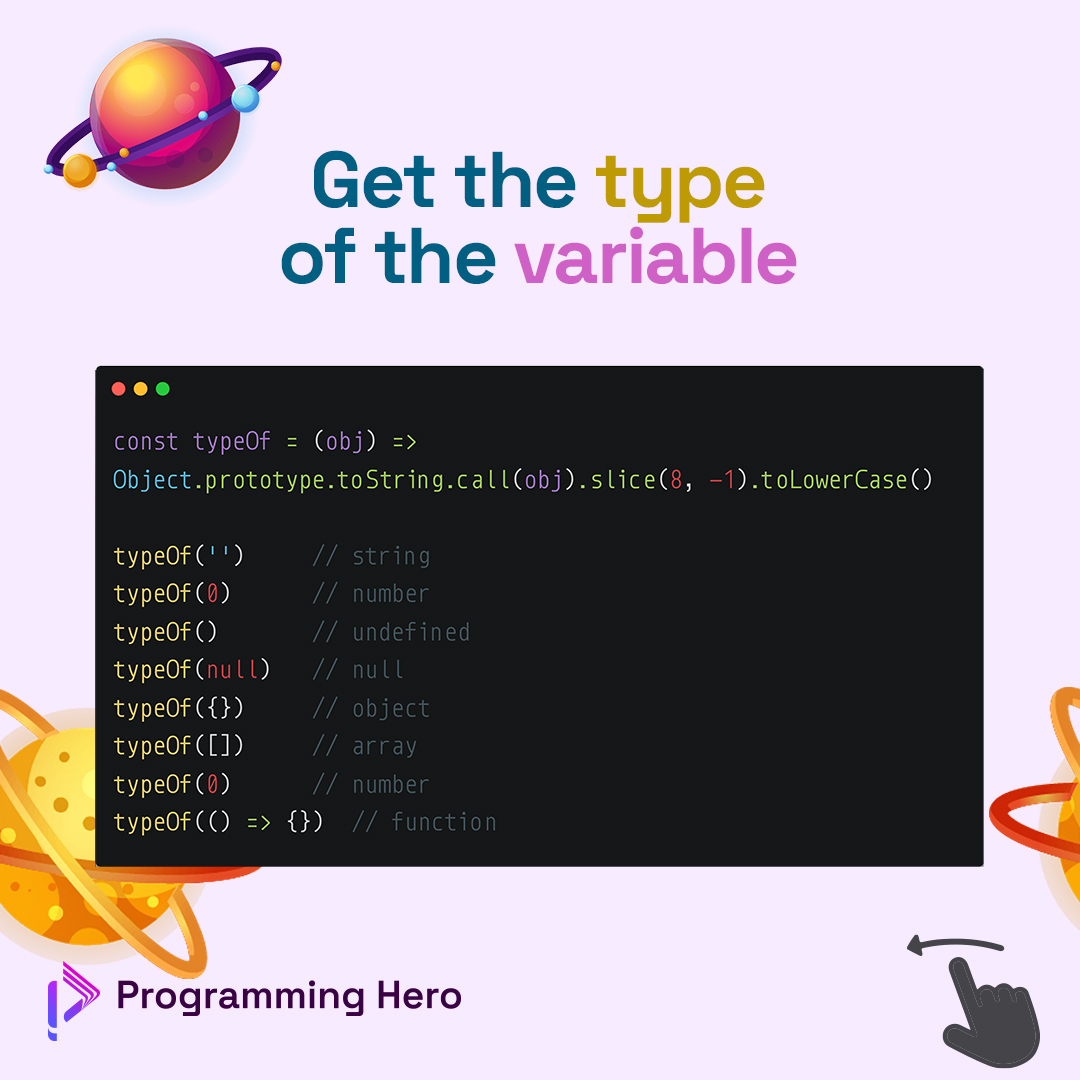 Get the type
of the variable
const typeOf = (obj) =>
Object.prototype.toString.call(obj).slice(8, -1).toLowerCase()
typeOf('') // string
typeOf(0) // number
typeOf() // undefined
typeOf(null) // null
typeOf({}) // object
typeOf([]) // array
typeOf(0) // number
typeOf(() => {}) // function
Programming Hero